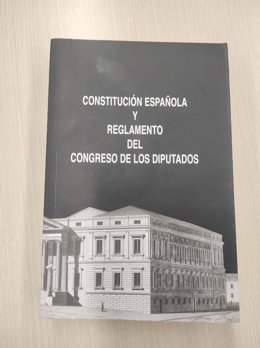 CONSTITUCIÓN ESPAÑOLA
Y
REGLAMENTO
DEL
CONGRESO DE LOS DIPUTADOS